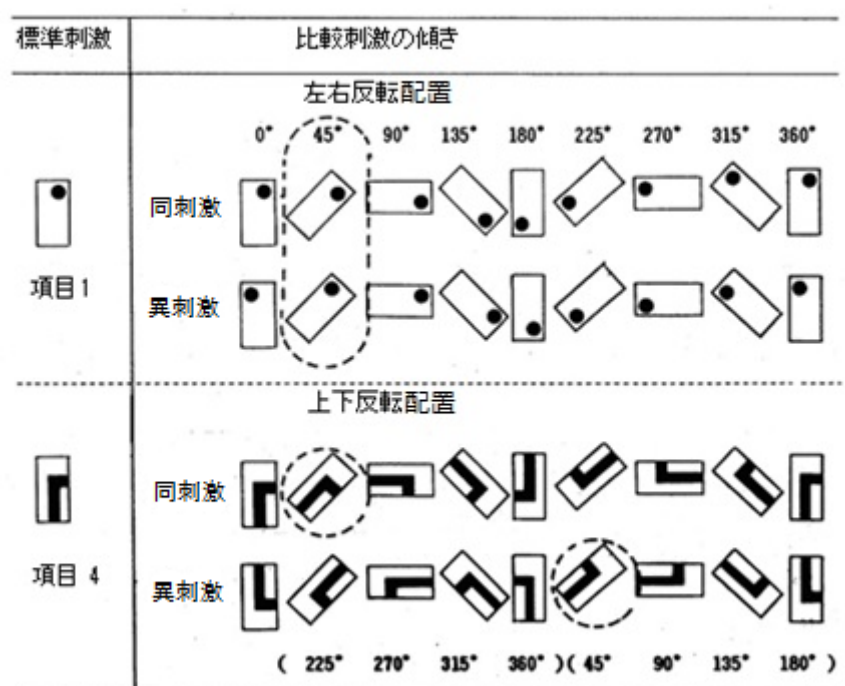 標準刺激 比較刺激の傾き
左右反転配置
0° 45° 90° 135° 180° 225° 270° 315° 360°
同刺激
項目1
異刺激
上下反転配置
同刺激
項目 4
異刺激
( 225° 270° 315° 360° )( 45° 90° 135° 180° )